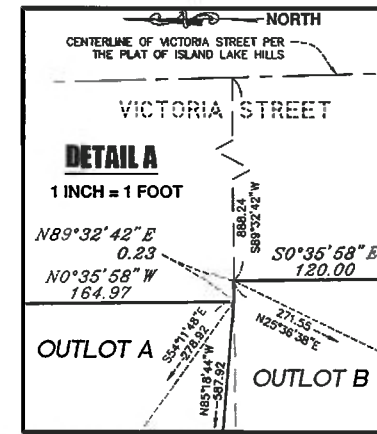 NORTH
CENTERLINE OF VICTORIA STREET PER
THE PLAT OF ISLAND LAKE HILLS
VICTORIA STREET
DETAIL A
1 INCH = 1 FOOT
888.24
S89°32'42"W
N89°32'42"E
0.23
S0°35'58"E
120.00
N0°35'58"W
164.97
271.55
N25°36'38"E
S54°11'48"W
278.92
N85°18'44"W
587.92
OUTLOT A
OUTLOT B